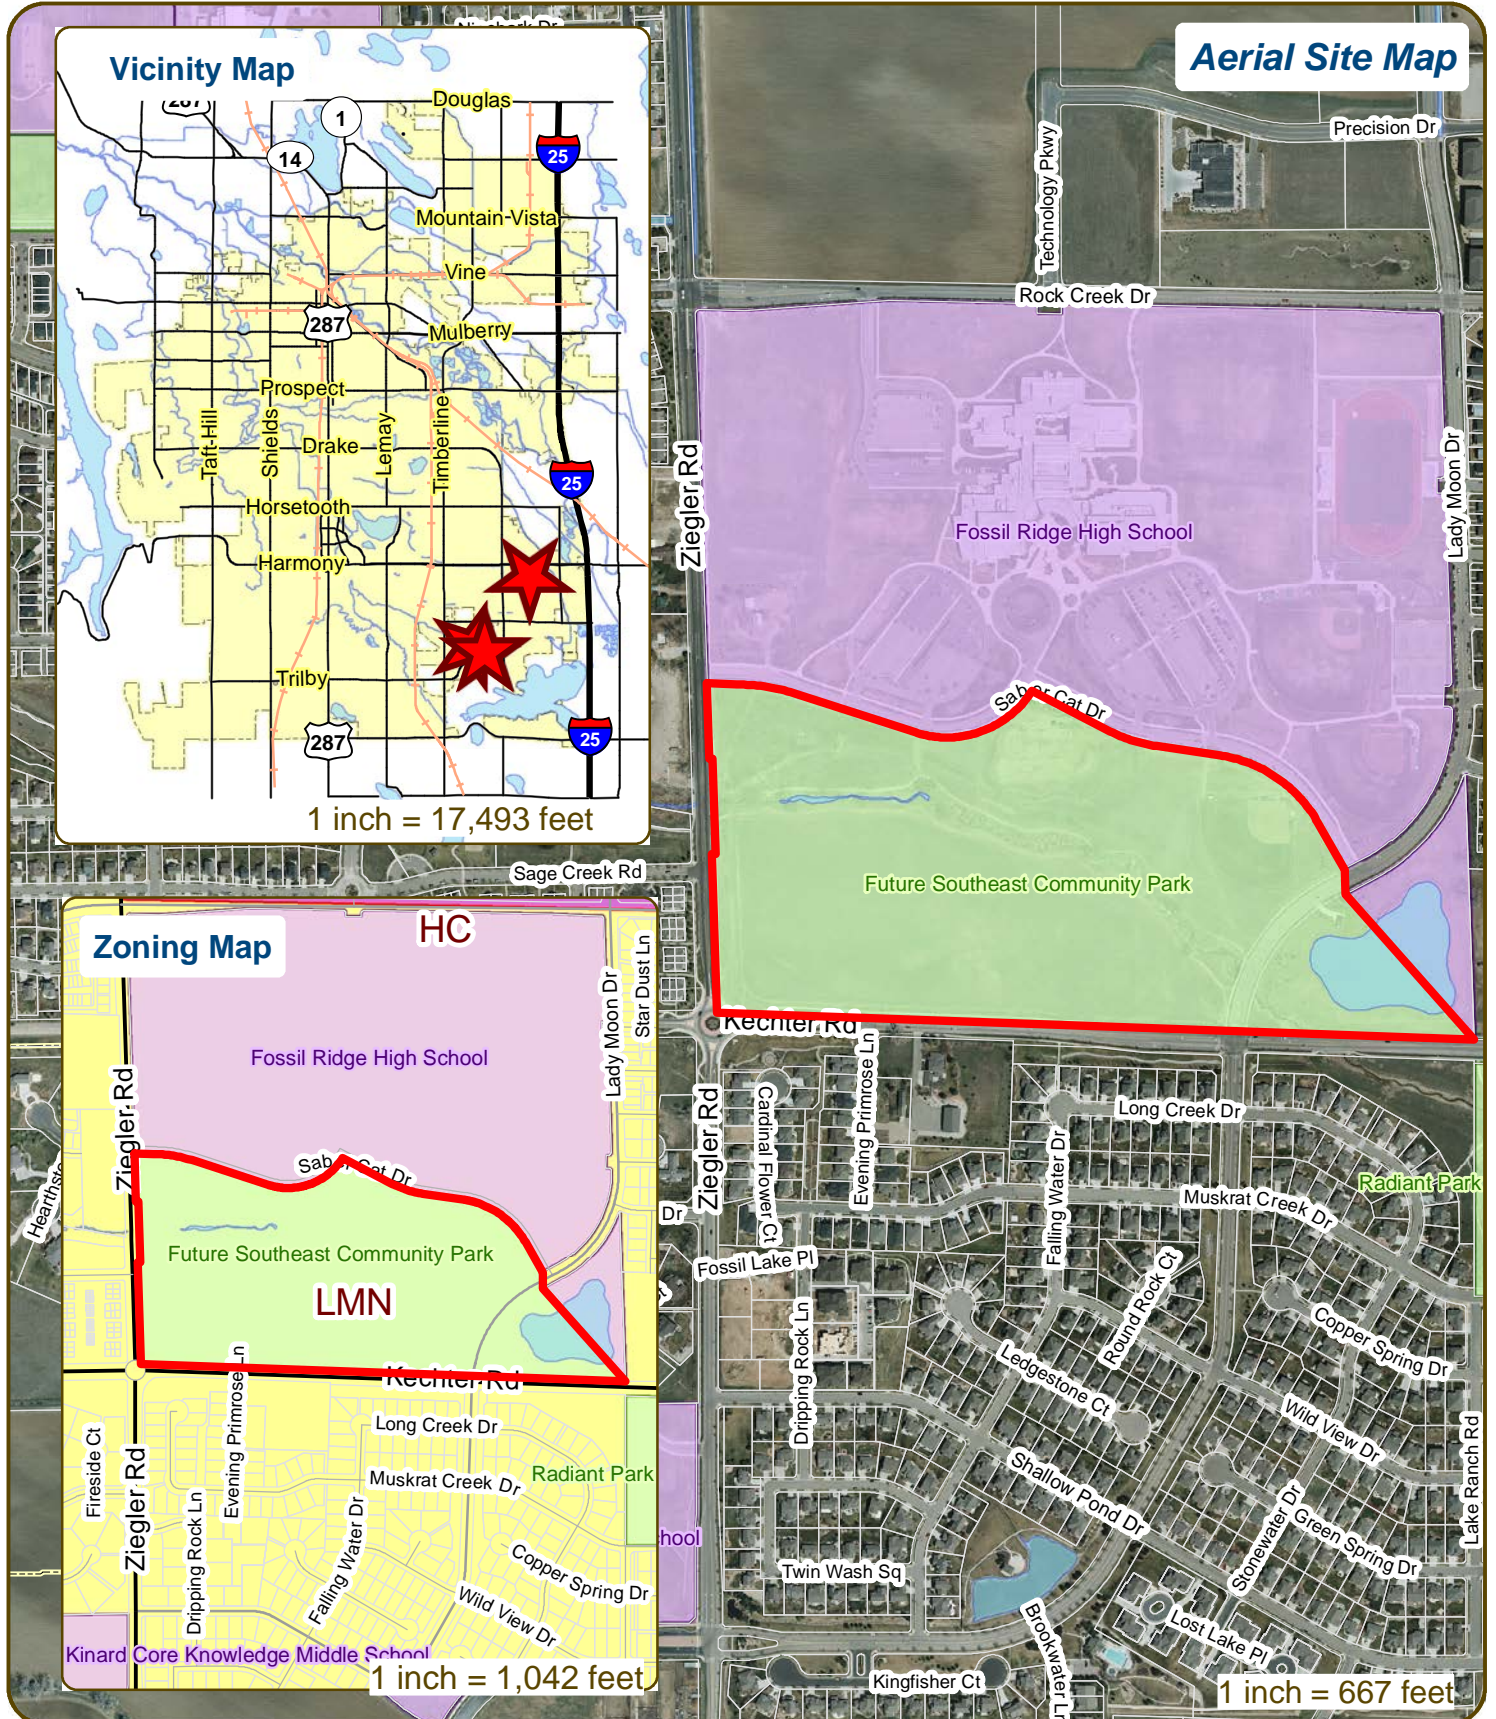 Vicinity Map
Aerial Site Map
Douglas
1
14
25
Mountain-Vista
Vine
287
Mulberry
Prospect
Taft-Hill
Shields
Drake
Lemay
Timberline
25
Horsetooth
Harmony
Trilby
287
25
1 inch = 17,493 feet
Precision Dr
Technology Pkwy
Rock Creek Dr
Ziegler Rd
Lady Moon Dr
Fossil Ridge High School
Cat Dr
Future Southeast Community Park
Sage Creek Rd
Kechter Rd
Zoning Map
HC
Fossil Ridge High School
Lady Moon Dr
Star Dust Ln
Ziegler Rd
Cat Dr
Future Southeast Community Park
LMN
Kechter Rd
Evening Primrose Ln
Long Creek Dr
Fireside Ct
Ziegler Rd
Muskrat Creek Dr
Radiant Park
Dripping Rock Ln
Falling Water Dr
Copper Spring Dr
Wild View Dr
Kinard Core Knowledge Middle School
1 inch = 1,042 feet
Ziegler Rd
Cardinal Flower Ct
Evening Primrose Ln
Long Creek Dr
Falling Water Dr
Radiant Park
Muskrat Creek Dr
Dr
Fossil Lake Pl
Round Rock Ct
Dripping Rock Ln
Copper Spring Dr
Ledgestone Ct
Wild View Dr
Lake Ranch Rd
Shallow Pond Dr
Stonewater Dr
Green Spring Dr
Twin Wash Sq
Lost Lake Pl
Kingfisher Ct
1 inch = 667 feet